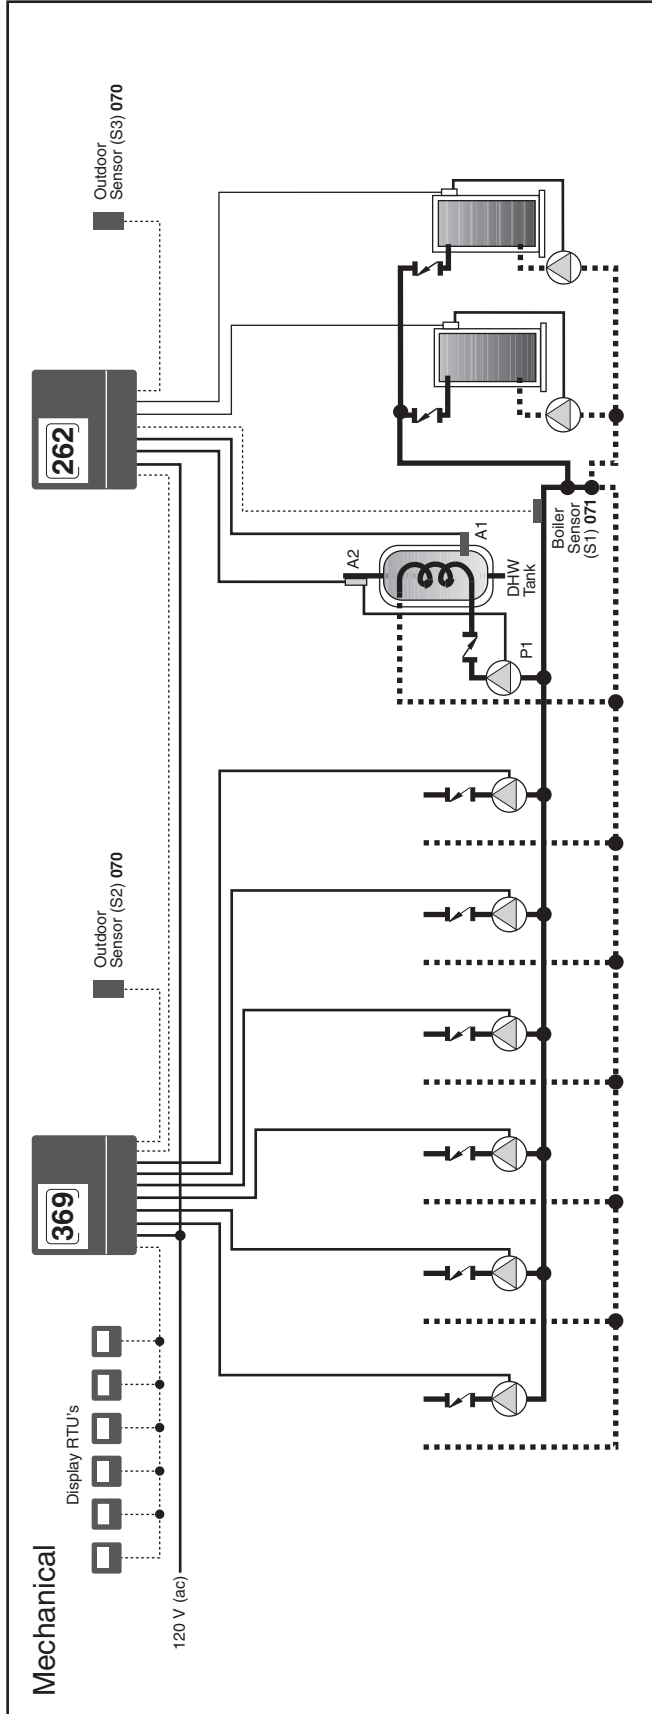 Mechanical
Display RTU's
120 V (ac)
369
Outdoor
Sensor (S2) 070
262
Outdoor
Sensor (S3) 070
A2
A1
DHW
Tank
P1
Boiler
Sensor
(S1) 071